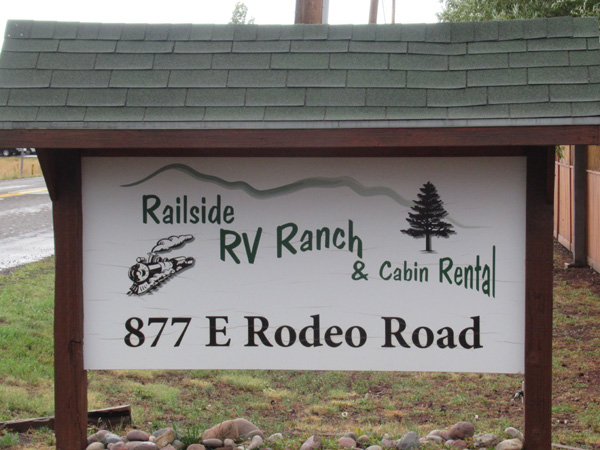 Railside
RV Ranch
& Cabin Rental
877 E Rodeo Road